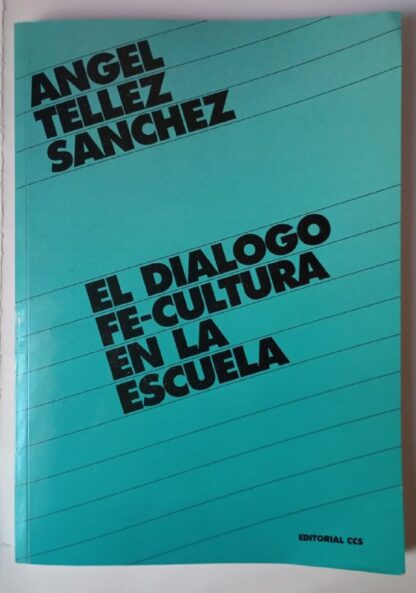 ANGEL
TELLEZ
SANCHEZ
EL DIALOGO
FE-CULTURA
EN LA
ESCUELA
EDITORIAL CCS